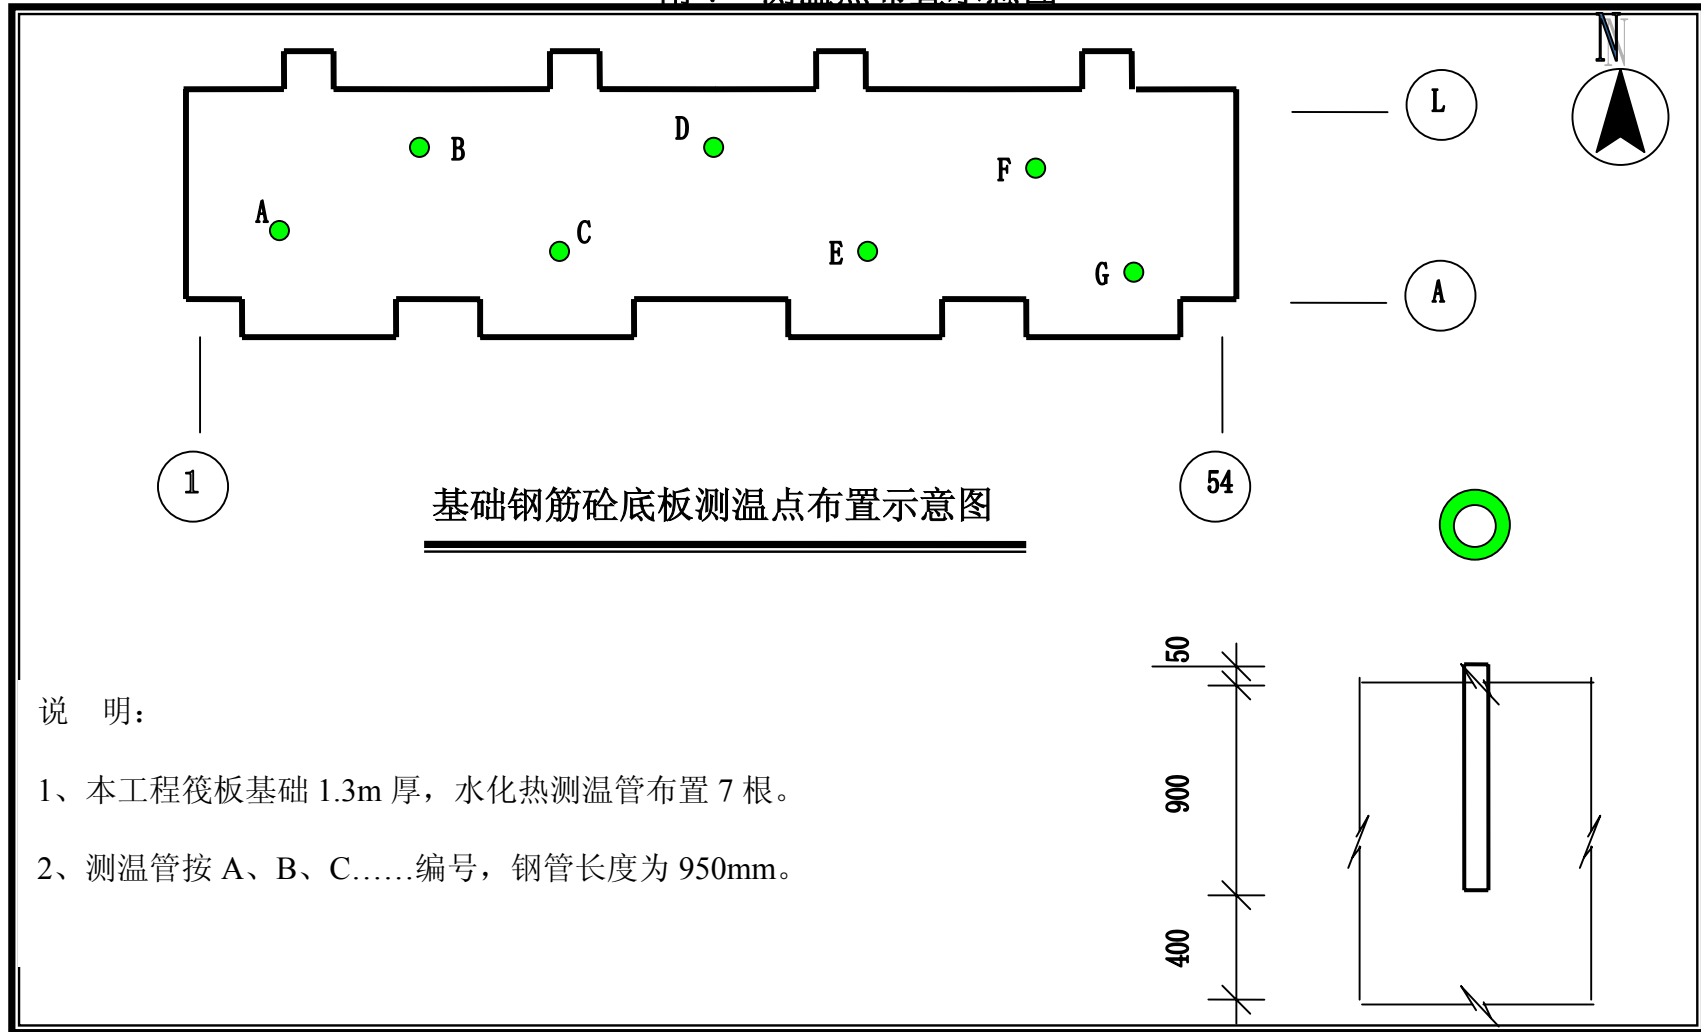 N
L
B
D
F
A
C
E
G
A
1
54
基础钢筋砼底板测温点布置示意图
50
说 明：
1、本工程筏板基础 1.3m 厚，水化热测温管布置 7 根。
900
2、测温管按 A、B、C……编号，钢管长度为 950mm。
400